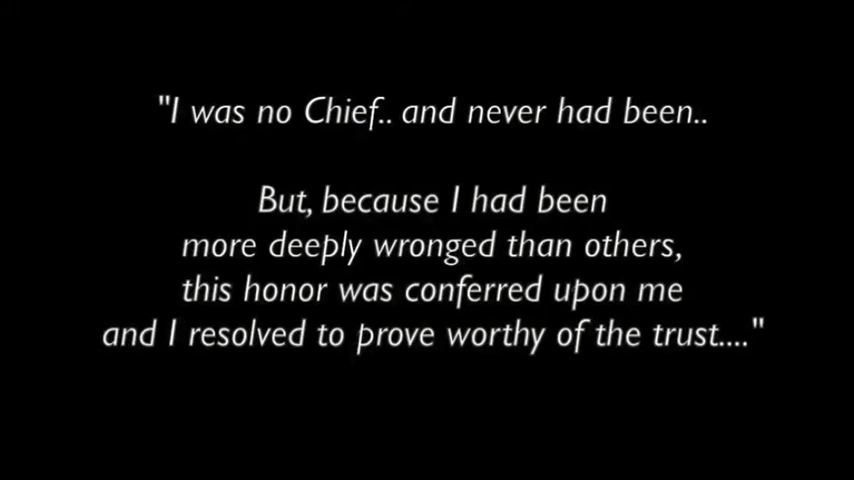 "I was no Chief.. and never had been..
But, because I had been
more deeply wronged than others,
this honor was conferred upon me
and I resolved to prove worthy of the trust...."